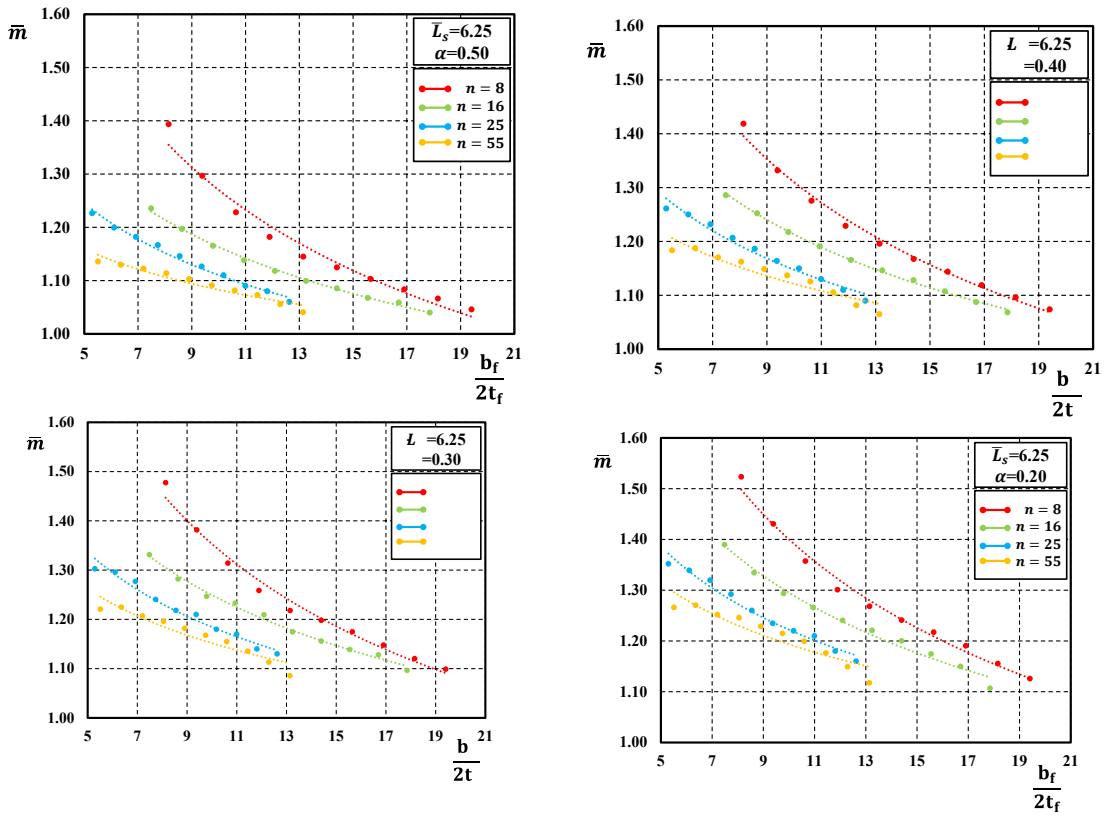 m̅
1.60
1.50
1.40
1.30
1.20
1.10
1.00
L̅s=6.25
α=0.50
n = 8
n = 16
n = 25
n = 55
5 7 9 11 13 15 17 19 21
bf
2tf
m̅
1.60
1.50
1.40
1.30
1.20
1.10
1.00
L =6.25
=0.40
5 7 9 11 13 15 17 19 21
b
2t
m̅
1.60
1.50
1.40
1.30
1.20
1.10
1.00
L =6.25
=0.30
5 7 9 11 13 15 17 19 21
b
2t
m̅
1.60
1.50
1.40
1.30
1.20
1.10
1.00
L̅s=6.25
α=0.20
n = 8
n = 16
n = 25
n = 55
5 7 9 11 13 15 17 19 21
bf
2tf